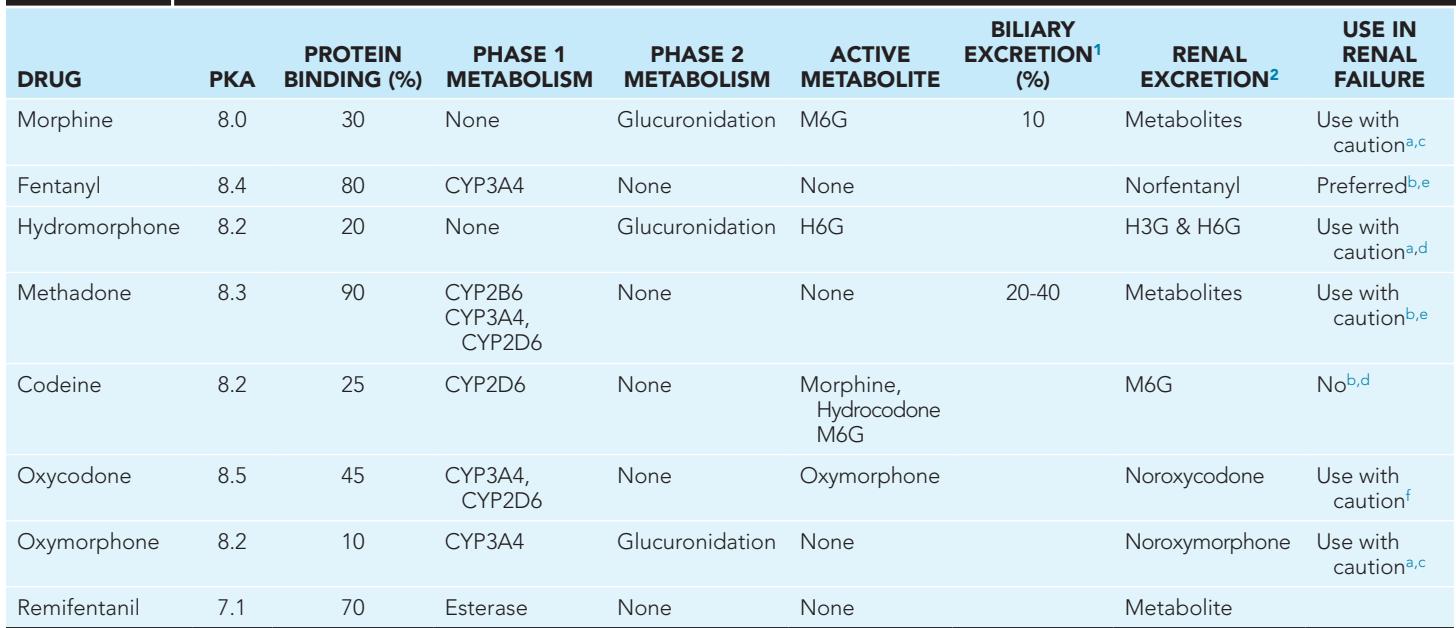 DRUG PKA PROTEIN BINDING (%) PHASE 1 METABOLISM PHASE 2 METABOLISM ACTIVE METABOLITE BILIARY EXCRETION1 (%) RENAL EXCRETION2 USE IN RENAL FAILURE
Morphine 8.0 30 None Glucuronidation M6G 10 Metabolites Use with caution a,c
Fentanyl 8.4 80 CYP3A4 None None Norfentanyl Preferred b,e
Hydromorphone 8.2 20 None Glucuronidation H6G H3G & H6G Use with caution a,d
Methadone 8.3 90 CYP2B6 CYP3A4, CYP2D6 None None 20-40 Metabolites Use with caution b,e
Codeine 8.2 25 CYP2D6 None Morphine, Hydrocodone M6G M6G No b,d
Oxycodone 8.5 45 CYP3A4, CYP2D6 None Oxymorphone Noroxycodone Use with caution f
Oxymorphone 8.2 10 CYP3A4 Glucuronidation None Noroxymorphone Use with caution a,c
Remifentanil 7.1 70 Esterase None None Metabolite